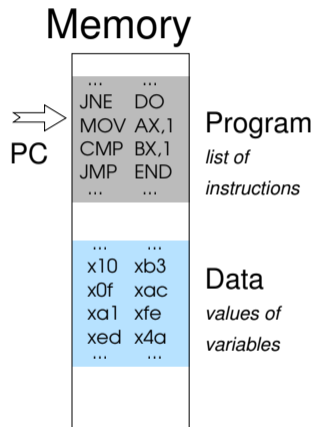 Memory
... ...
JNE DO
MOV AX,1
CMP BX,1
JMP END
... ...
PC
Program
list of
instructions
... ...
x10 xb3
x0f xac
xa1 xfe
xed x4a
... ...
Data
values of
variables